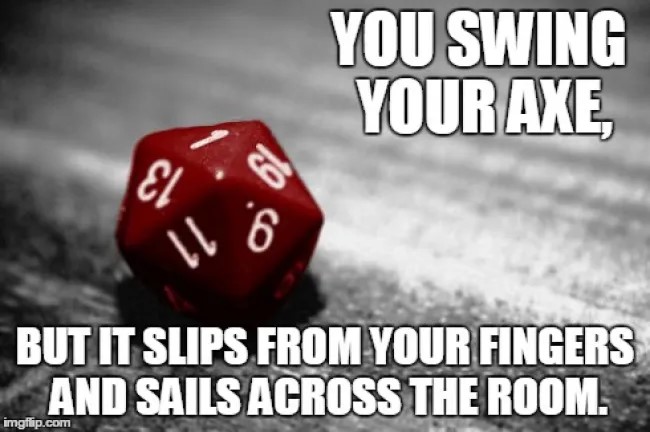 YOU SWING
YOUR AXE,
1
19
13
11
9
BUT IT SLIPS FROM YOUR FINGERS
AND SAILS ACROSS THE ROOM.
imgflip.com